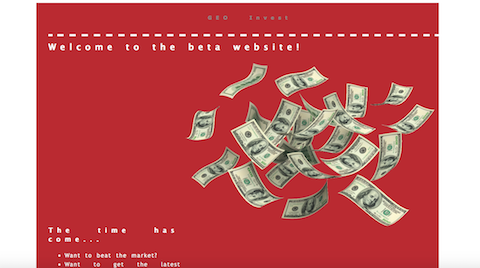 Invest
Welcome to the beta website!
The time has
come...
Want to beat the market?
Want to get the latest